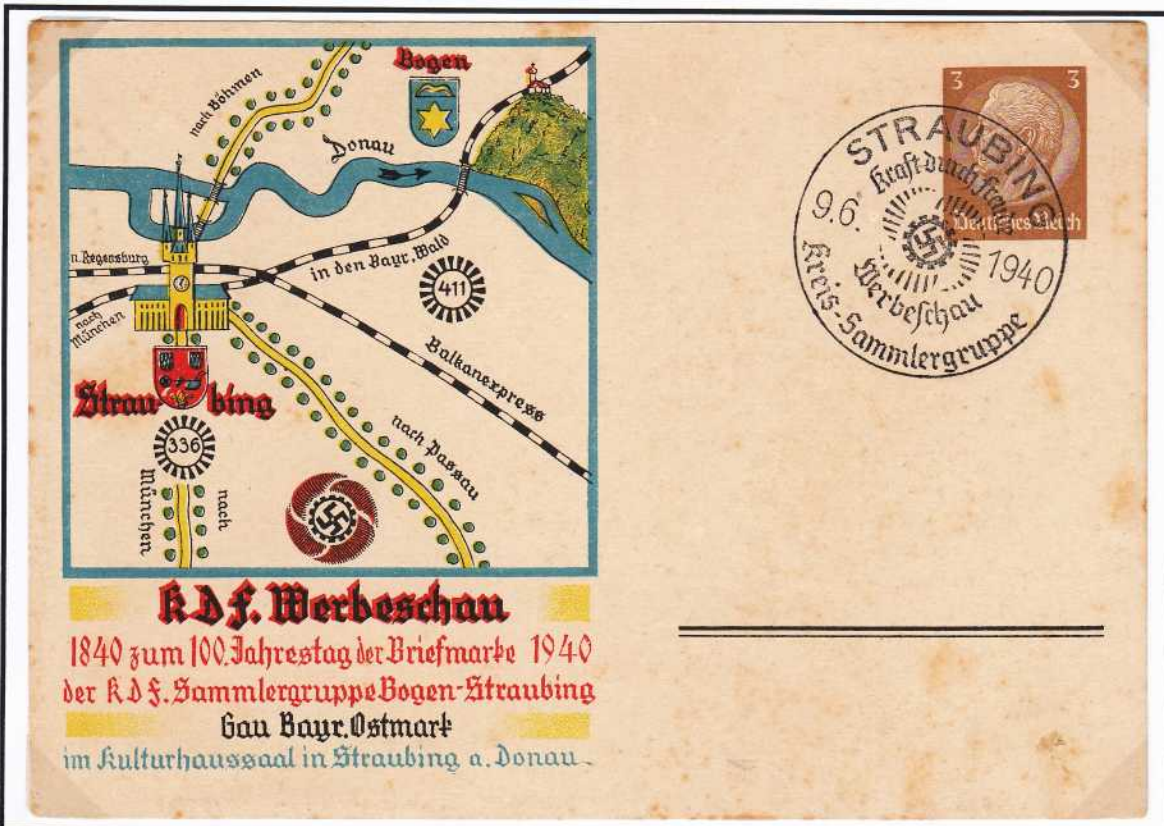 Bogen
nach Böhmen
Donau
n. Regensburg
in den Bayr. Wald
411
nach
München
Balkanexpress
Strau-bing
336
nach Passau
nach
München
K.D.F. Werbeschau
1840 zum 100. Jahrestag der Briefmarke 1940
der K.D.F. Sammlergruppe Bogen-Straubing
Gau Bayr. Ostmark
im Kulturhaussaal in Straubing a. Donau.
3 3
Deutsches Reich
STRAUBING
Kraft durch Freude
9.6. 1940
Werbeschau
Kreis-Sammlergruppe